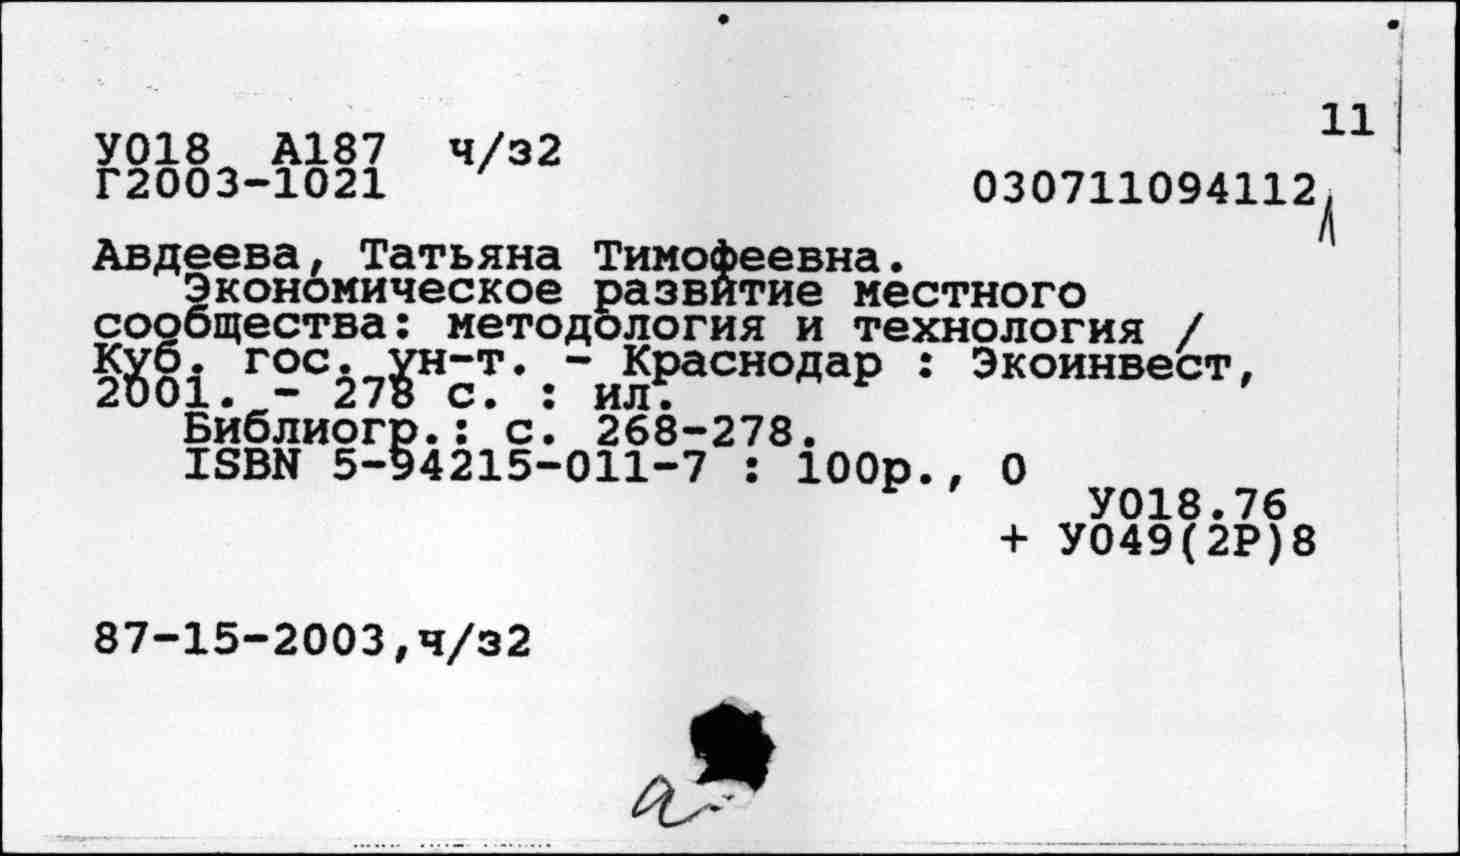 11
У018 А187 ч/з2
Г2003-1021 030711094112
Авдеева, Татьяна Тимофеевна.
Экономическое развитие местного
сообщества: методология и технология /
Куб. гос. ун-т. - Краснодар : Экоинвест,
2001. - 278 с. : ил.
Библиогр.: с. 268-278.
ISBN 5-94215-011-7 : 100р., 0
У018.76
+ У049(2Р)8
87-15-2003,ч/з2
а